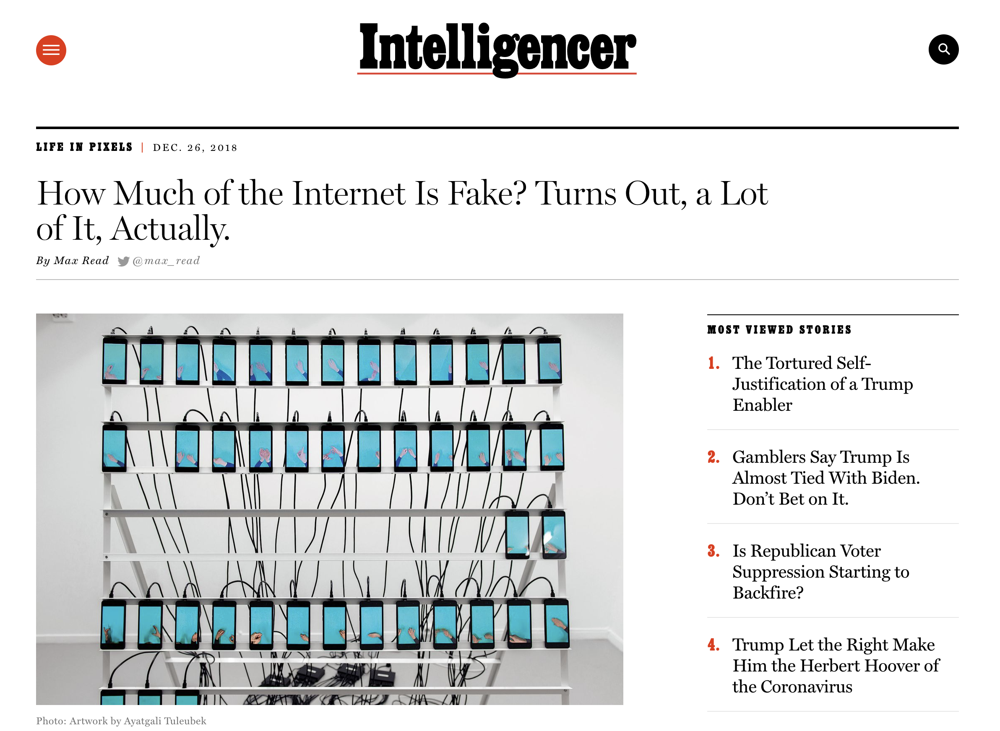 Intelligencer
LIFE IN PIXELS | DEC. 26, 2018
How Much of the Internet Is Fake? Turns Out, a Lot
of It, Actually.
By Max Read @max_read
MOST VIEWED STORIES
1. The Tortured Self-
Justification of a Trump
Enabler
2. Gamblers Say Trump Is
Almost Tied With Biden.
Don’t Bet on It.
3. Is Republican Voter
Suppression Starting to
Backfire?
4. Trump Let the Right Make
Him the Herbert Hoover of
the Coronavirus
Photo: Artwork by Ayatgali Tuleubek